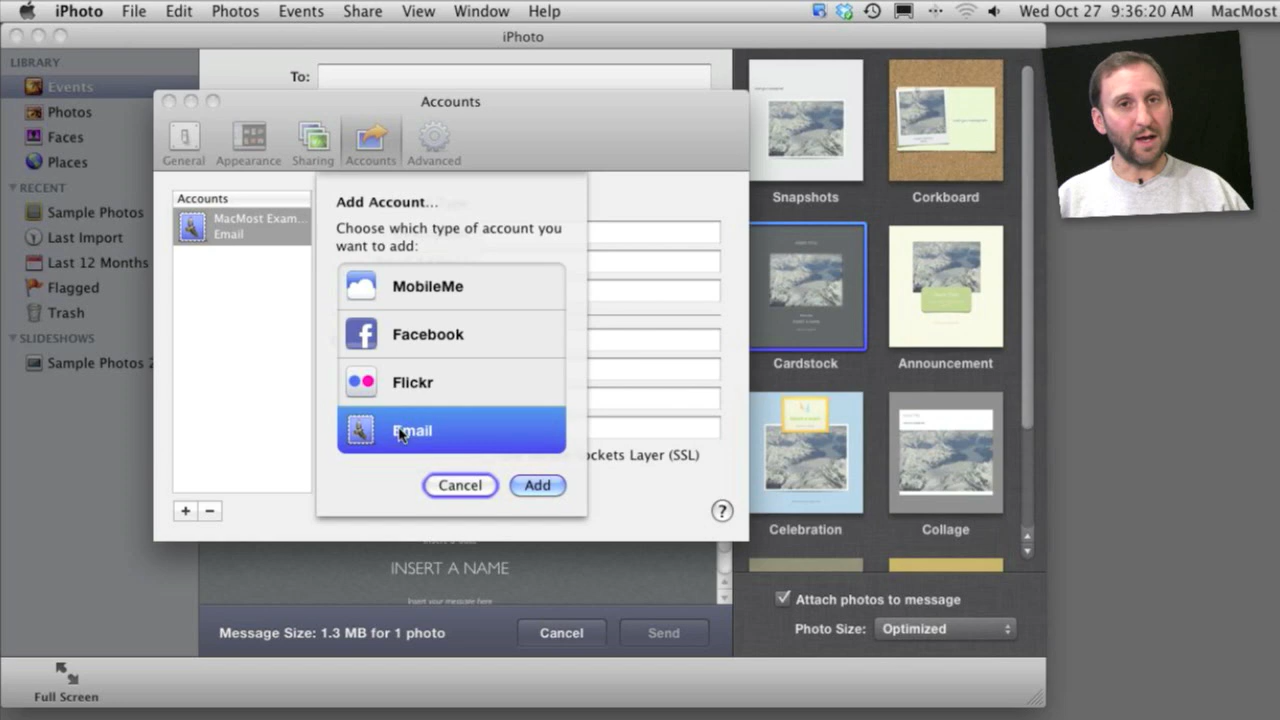 iPhoto File Edit Photos Events Share View Window Help Wed Oct 27 9:36:20 AM MacMost
iPhoto
LIBRARY
Events
Photos
Faces
Places
RECENT
Sample Photos
Last Import
Last 12 Months
Flagged
Trash
SLIDESHOWS
Sample Photos 2
To:
Accounts
General Appearance Sharing Accounts Advanced
Accounts
MacMost Exam...
Email
Add Account...
Choose which type of account you
want to add:
MobileMe
Facebook
Flickr
Email
Cancel Add
ockets Layer (SSL)
+ − ?
INSERT A NAME
Insert your message here
Message Size: 1.3 MB for 1 photo Cancel Send
Snapshots Corkboard
Cardstock Announcement
Celebration Collage
Attach photos to message
Photo Size: Optimized
Full Screen